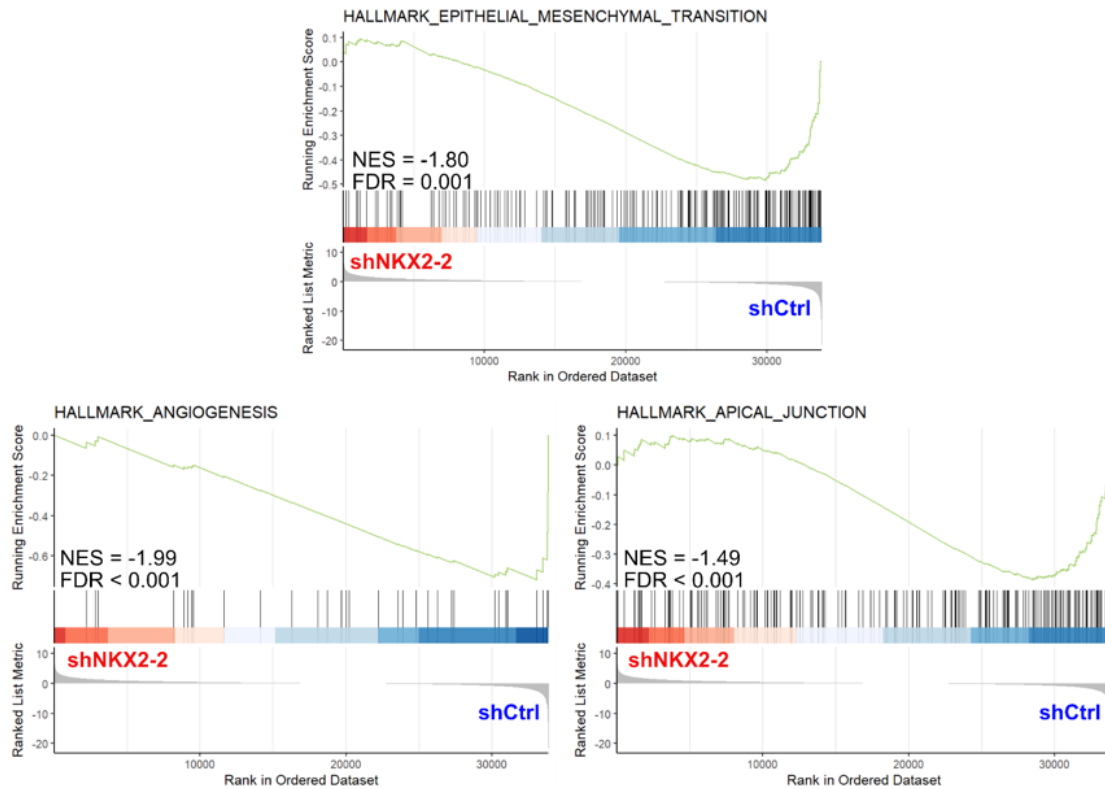 HALLMARK_EPITHELIAL_MESENCHYMAL_TRANSITION
Running Enrichment Score
0.1
0.0
-0.1
-0.2
-0.3
-0.4
-0.5
NES = -1.80
FDR = 0.001
Ranked List Metric
10
0
-10
-20
shNKX2-2
shCtrl
10000 20000 30000
Rank in Ordered Dataset
HALLMARK_ANGIOGENESIS
Running Enrichment Score
0.0
-0.2
-0.4
-0.6
NES = -1.99
FDR < 0.001
Ranked List Metric
10
0
-10
-20
shNKX2-2
shCtrl
10000 20000 30000
Rank in Ordered Dataset
HALLMARK_APICAL_JUNCTION
Running Enrichment Score
0.1
0.0
-0.1
-0.2
-0.3
-0.4
NES = -1.49
FDR < 0.001
Ranked List Metric
10
0
-10
-20
shNKX2-2
shCtrl
10000 20000 30000
Rank in Ordered Dataset